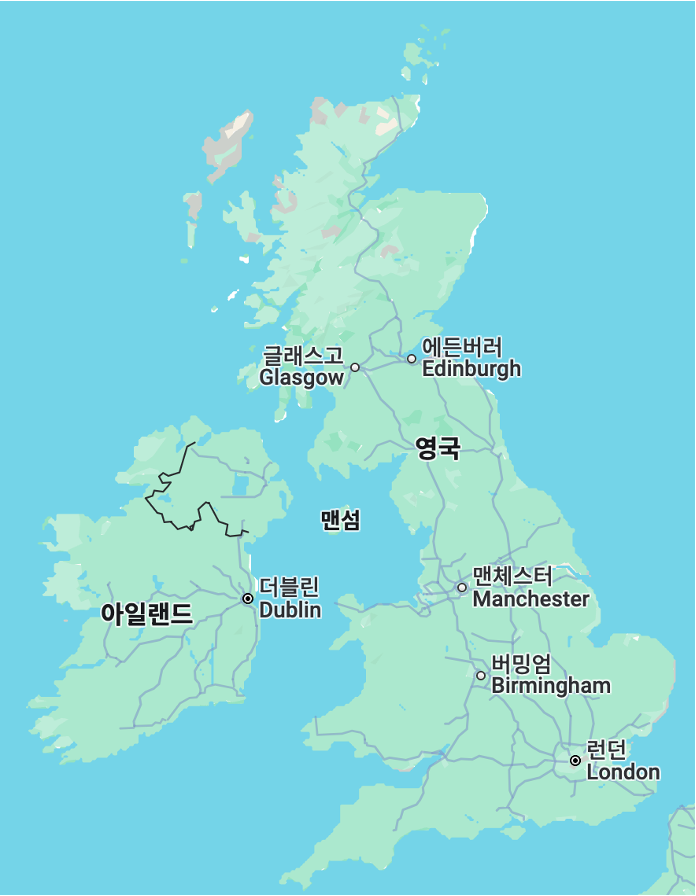 글래스고
Glasgow
에든버러
Edinburgh
영국
맨섬
맨체스터
Manchester
더블린
Dublin
아일랜드
버밍엄
Birmingham
런던
London